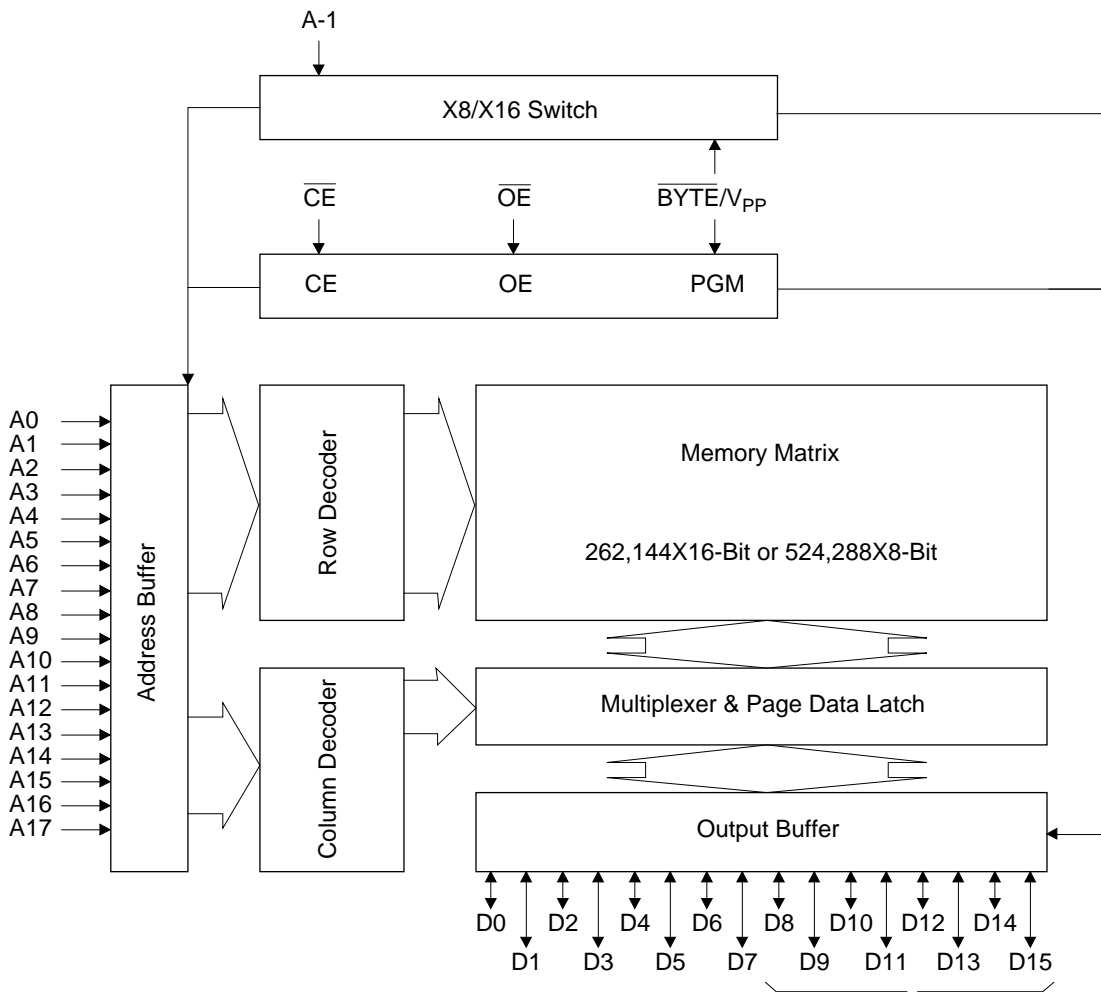 A-1
X8/X16 Switch
C̅E̅
O̅E̅
B̅Y̅T̅E̅/VPP
CE
OE
PGM
A0
A1
A2
A3
A4
A5
A6
A7
A8
A9
A10
A11
A12
A13
A14
A15
A16
A17
Address Buffer
Row Decoder
Memory Matrix
262,144X16-Bit or 524,288X8-Bit
Column Decoder
Multiplexer & Page Data Latch
Output Buffer
D0 D2 D4 D6 D8 D10 D12 D14
D1 D3 D5 D7 D9 D11 D13 D15